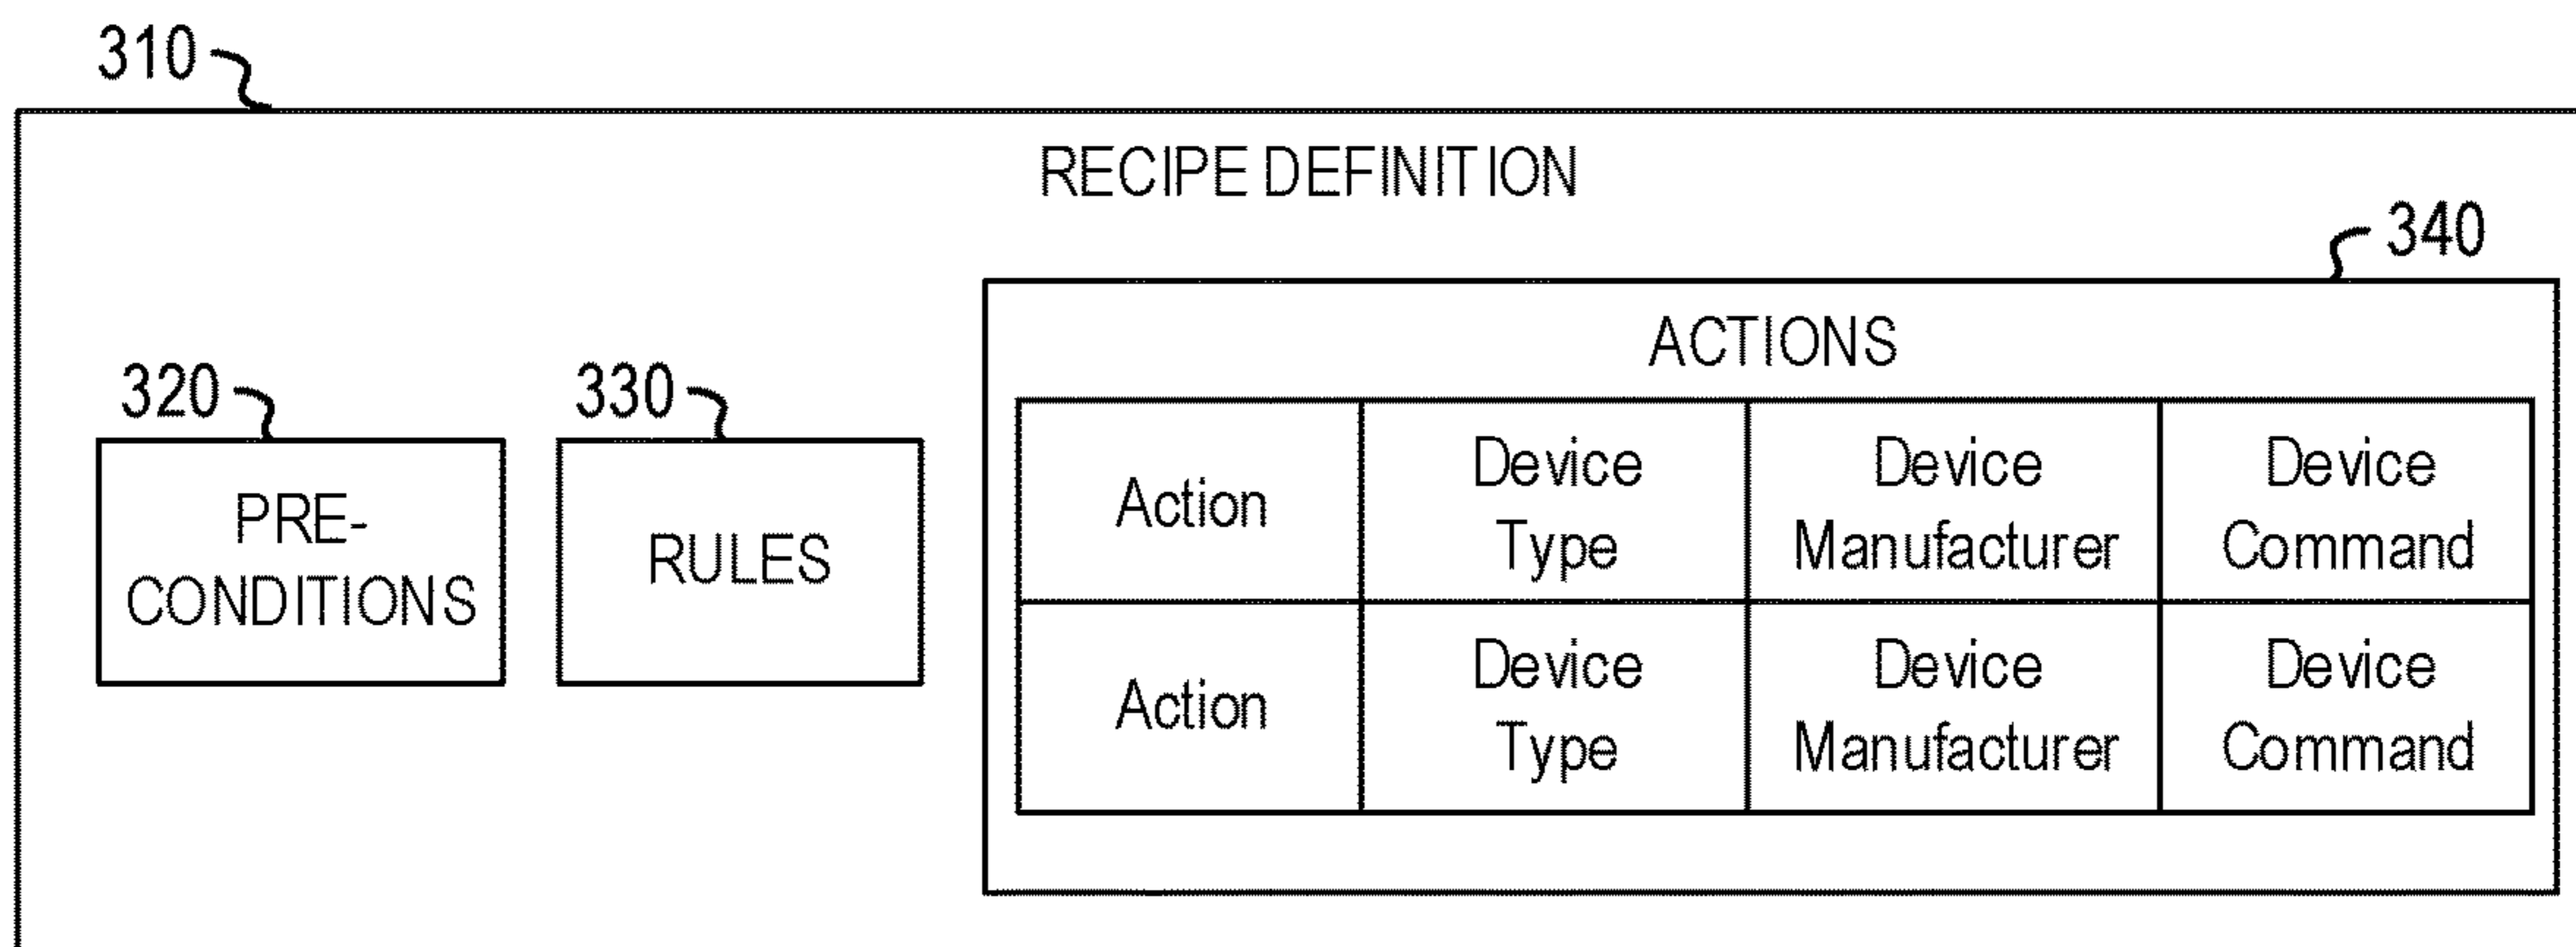 310
RECIPE DEFINITION
340
ACTIONS
320
330
PRE-
CONDITIONS
RULES
Action
Device
Type
Device
Manufacturer
Device
Command
Action
Device
Type
Device
Manufacturer
Device
Command